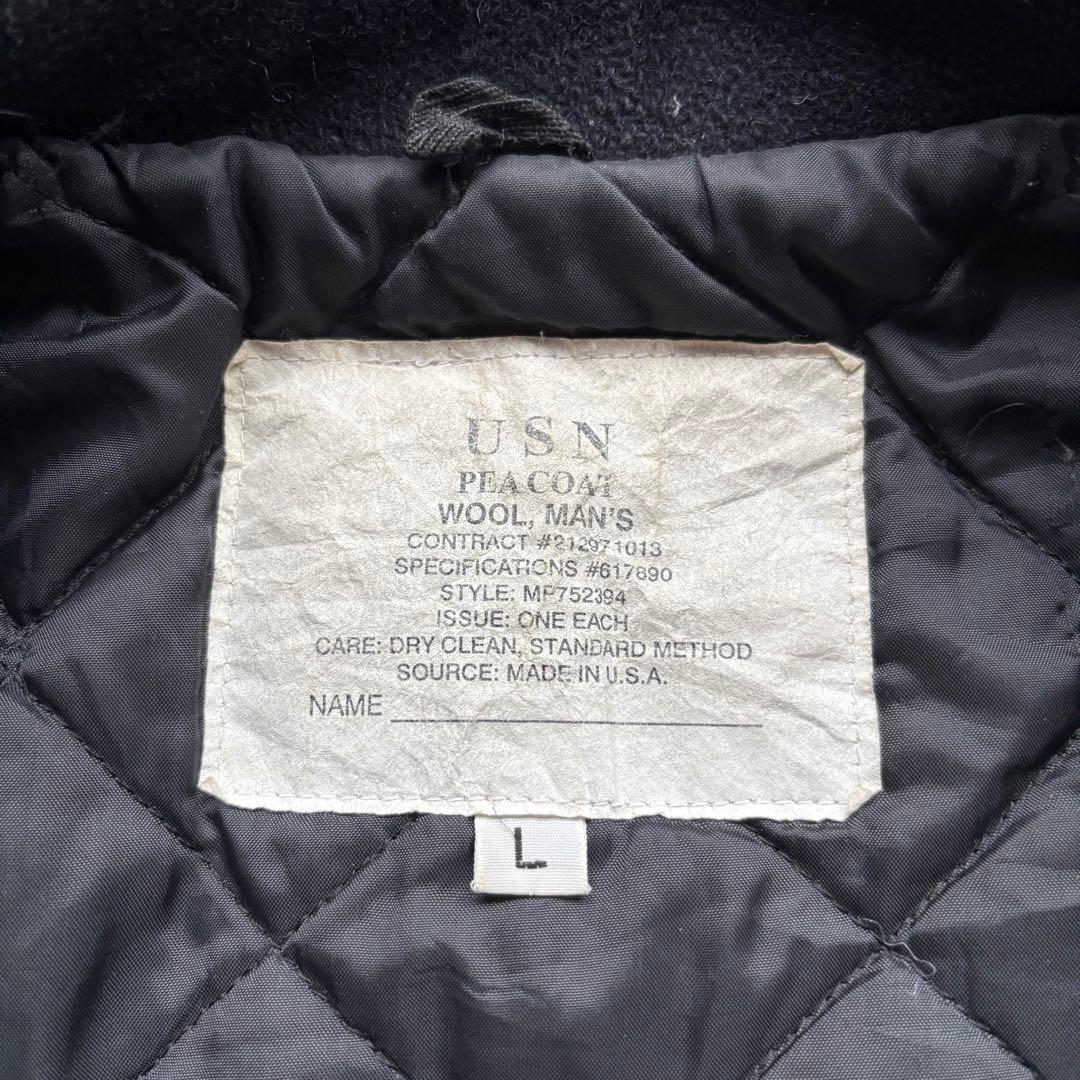 USN
PEACOAT
WOOL, MAN'S
CONTRACT #212971013
SPECIFICATIONS #617890
STYLE: MP752394
ISSUE: ONE EACH
CARE: DRY CLEAN, STANDARD METHOD
SOURCE: MADE IN U.S.A.
NAME
L